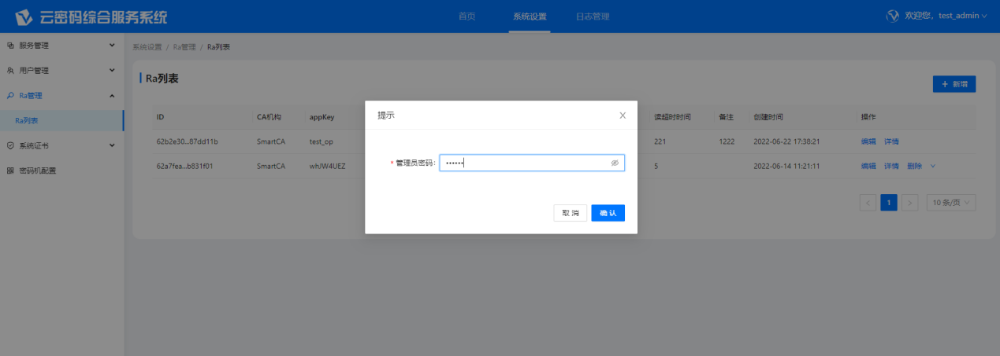 云密码综合服务系统
首页 系统设置 日志管理
欢迎您，test_admin
服务管理
用户管理
Ra管理
Ra列表
系统证书
密码机配置
系统设置 / Ra管理 / Ra列表
Ra列表
+ 新增
ID CA机构 appKey 读超时时间 备注 创建时间 操作
62b2e30...87dd11b SmartCA test_op 221 1222 2022-06-22 17:38:21 编辑 详情
62a7fea...b831f01 SmartCA whJW4UEZ 5 2022-06-14 11:21:11 编辑 详情 删除
< 1 > 10 条/页
提示
* 管理员密码: ••••••
取 消 确 认